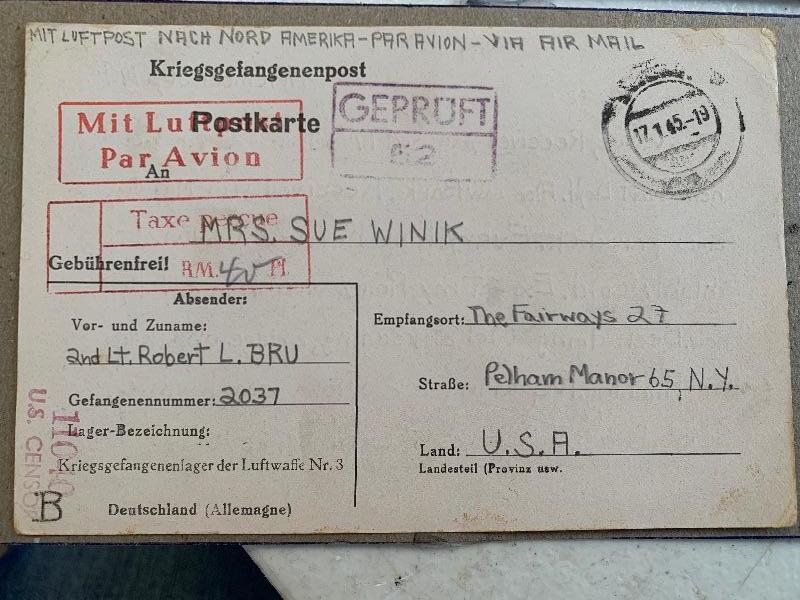 MIT LUFTPOST NACH NORD AMERIKA-PAR AVION-VIA AIR MAIL
Kriegsgefangenenpost
Mit Luftpost
Par Avion
Postkarte
GEPRÜFT
52
17.1.45.-19
An
Taxe perçue
RM. 40 Pf.
MRS. SUE WINIK
Gebührenfrei!
Absender:
Vor- und Zuname:
2nd Lt. Robert L. BRU
Gefangenennummer: 2037
Lager-Bezeichnung:
Kriegsgefangenenlager der Luftwaffe Nr. 3
Deutschland (Allemagne)
Empfangsort: The Fairways 27
Straße: Pelham Manor 65, N.Y.
Land: U.S.A.
Landesteil (Provinz usw.
U.S. CENSOR
B